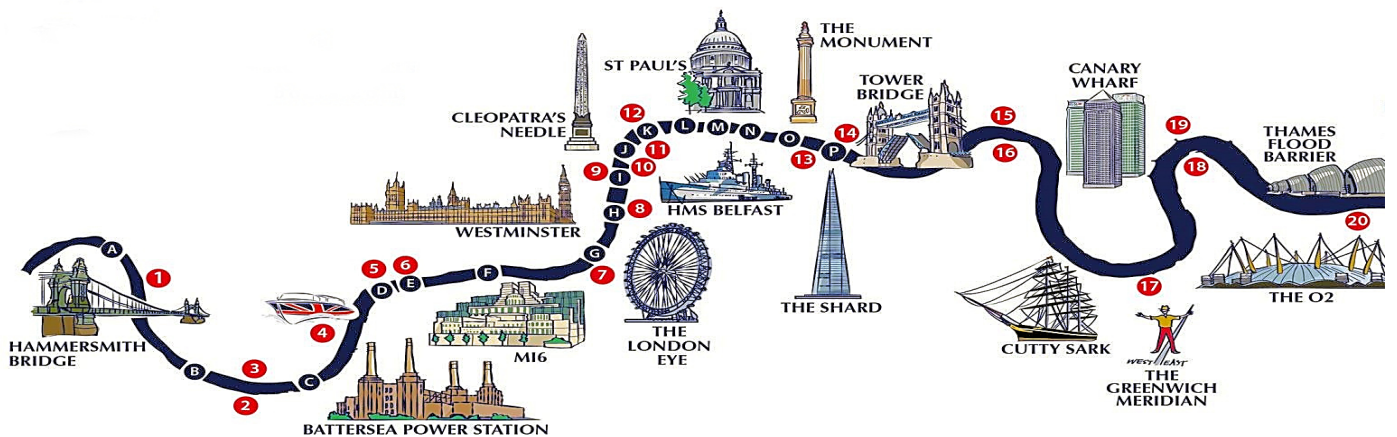 THE
MONUMENT
ST PAUL'S
CANARY
WHARF
TOWER
BRIDGE
12
CLEOPATRA'S
NEEDLE
K
L
M
N
O
P
13
14
15
16
19
18
THAMES
FLOOD
BARRIER
J
11
9
I
10
HMS BELFAST
WESTMINSTER
H
8
20
A
1
5
6
G
7
F
D
E
17
THE O2
THE SHARD
HAMMERSMITH
BRIDGE
4
MI6
THE
LONDON
EYE
CUTTY SARK
WEST EAST
THE
GREENWICH
MERIDIAN
B
3
C
2
BATTERSEA POWER STATION